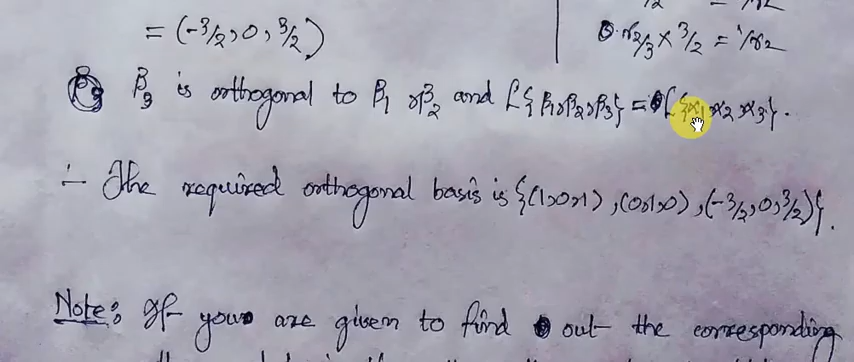 = (-3/2, 0, 3/2)
√2/3 × 3/2 = 1/√2
β3 is orthogonal to β1, β2 and L{β1, β2, β3} = L{α1, α2, α3}.
∴ The required orthogonal basis is {(1,0,1), (0,1,0), (-3/2, 0, 3/2)}.
Note: If you are given to find out the corresponding